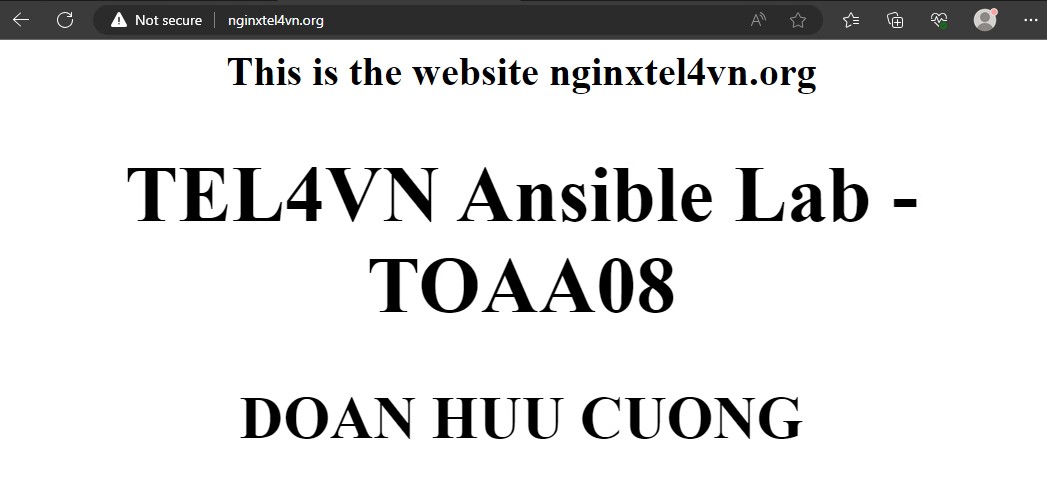 Not secure nginxtel4vn.org
This is the website nginxtel4vn.org
TEL4VN Ansible Lab -
TOAA08
DOAN HUU CUONG